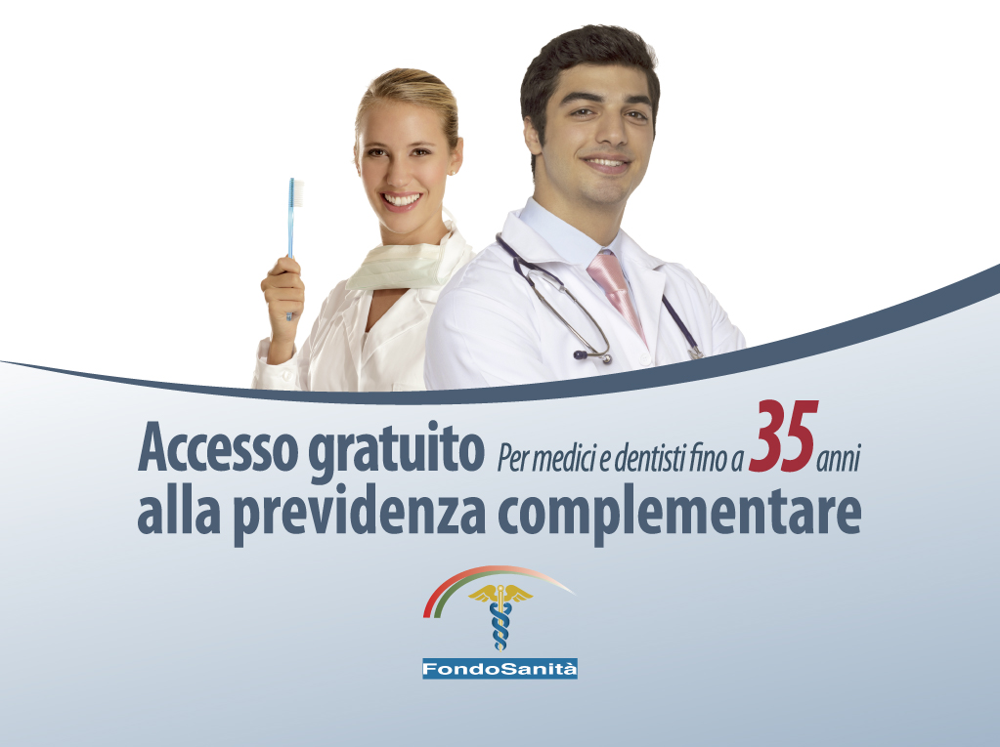 Accesso gratuito Per medici e dentisti fino a 35 anni
alla previdenza complementare
FondoSanità